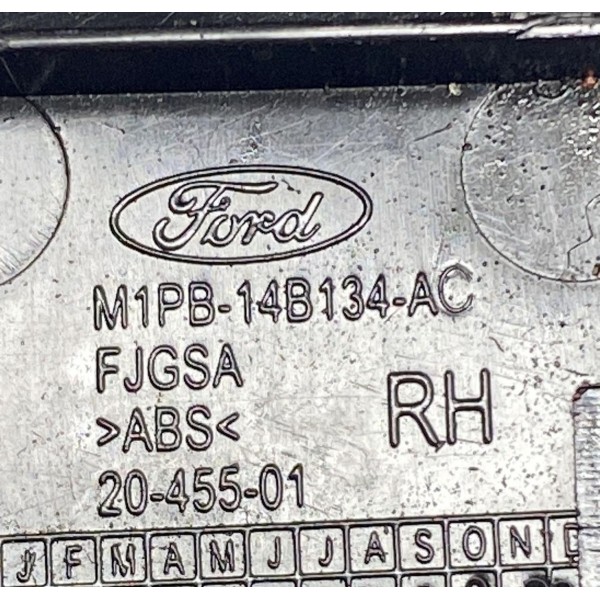 Ford
M1PB-14B134-AC
FJGSA
>ABS<
RH
20-455-01
J F M A M J J A S O N D